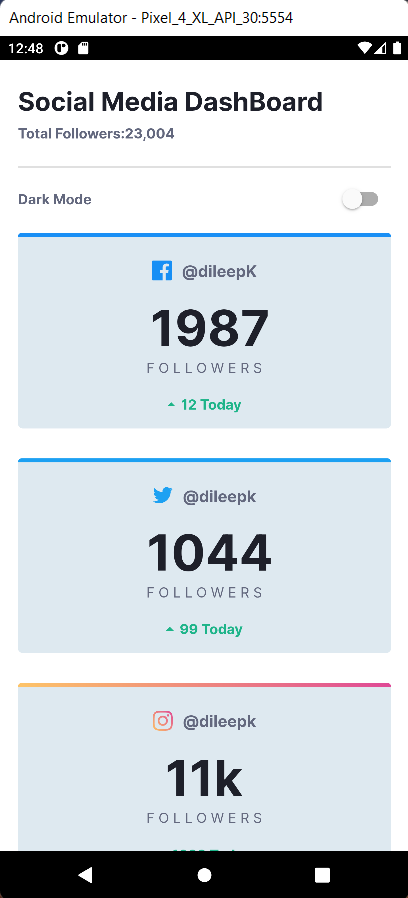 Android Emulator - Pixel_4_XL_API_30:5554
12:48
Social Media DashBoard
Total Followers:23,004
Dark Mode
@dileepK
1987
FOLLOWERS
12 Today
@dileepk
1044
FOLLOWERS
99 Today
@dileepk
11k
FOLLOWERS